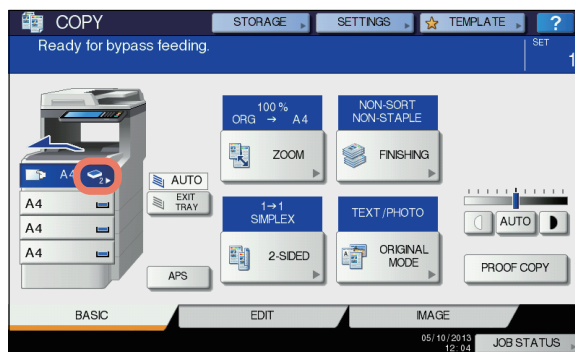 COPY
STORAGE
SETTINGS
TEMPLATE
?
Ready for bypass feeding.
SET
1
100 %
ORG → A4
ZOOM
NON-SORT
NON-STAPLE
FINISHING
A4
2
A4
A4
A4
AUTO
EXIT
TRAY
APS
1→1
SIMPLEX
2-SIDED
TEXT/PHOTO
ORIGINAL
MODE
AUTO
PROOF COPY
BASIC
EDIT
IMAGE
05/10/2013
12:04
JOB STATUS